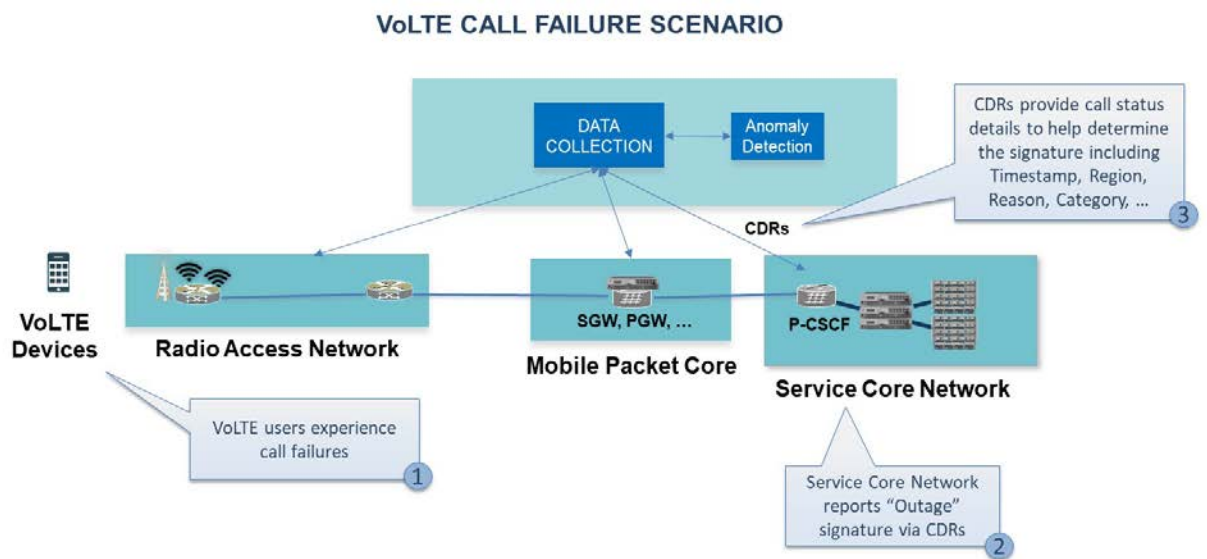 VoLTE CALL FAILURE SCENARIO
DATA
COLLECTION
Anomaly
Detection
CDRs provide call status
details to help determine
the signature including
Timestamp, Region,
Reason, Category, ...
3
CDRs
VoLTE
Devices
Radio Access Network
SGW, PGW, ...
Mobile Packet Core
P-CSCF
Service Core Network
VoLTE users experience
call failures
1
Service Core Network
reports “Outage”
signature via CDRs
2